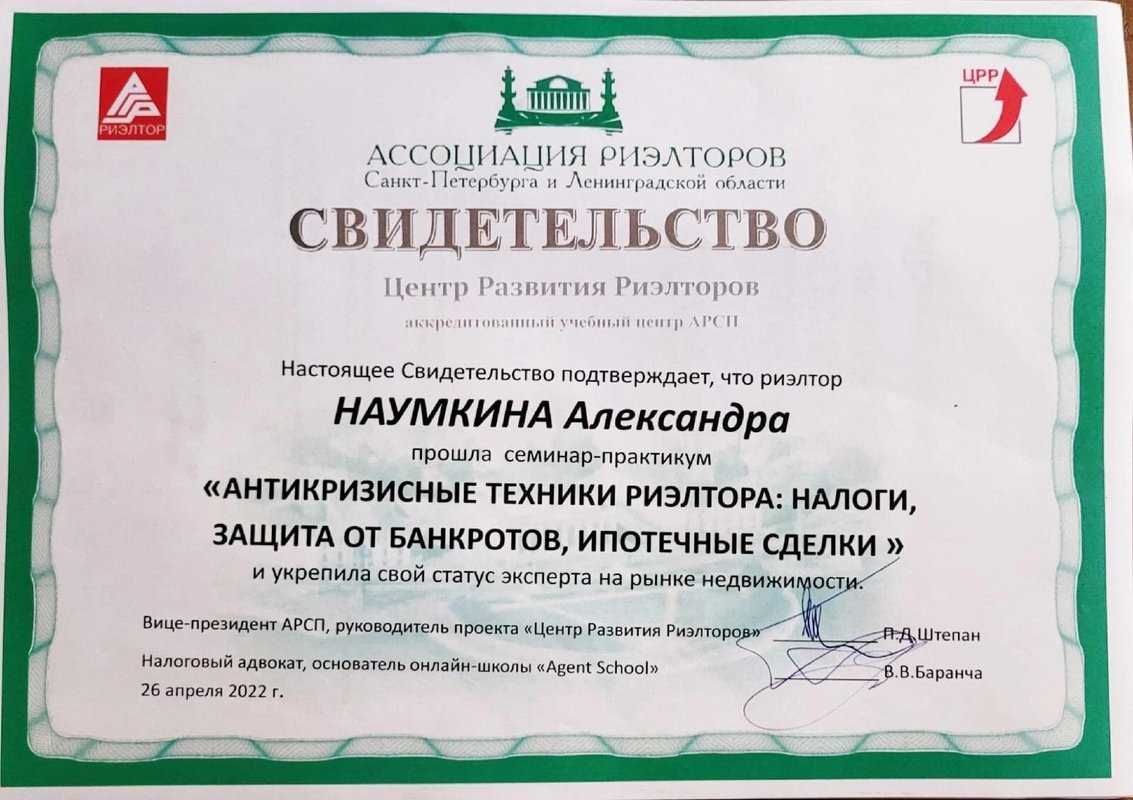 РИЭЛТОР
ЦРР
АССОЦИАЦИЯ РИЭЛТОРОВ
Санкт-Петербурга и Ленинградской области
СВИДЕТЕЛЬСТВО
Центр Развития Риэлторов
аккредитованный учебный центр АРСП
Настоящее Свидетельство подтверждает, что риэлтор
НАУМКИНА Александра
прошла семинар-практикум
«АНТИКРИЗИСНЫЕ ТЕХНИКИ РИЭЛТОРА: НАЛОГИ,
ЗАЩИТА ОТ БАНКРОТОВ, ИПОТЕЧНЫЕ СДЕЛКИ »
и укрепила свой статус эксперта на рынке недвижимости.
Вице-президент АРСП, руководитель проекта «Центр Развития Риэлторов» П.Д.Штепан
Налоговый адвокат, основатель онлайн-школы «Agent School» В.В.Баранча
26 апреля 2022 г.